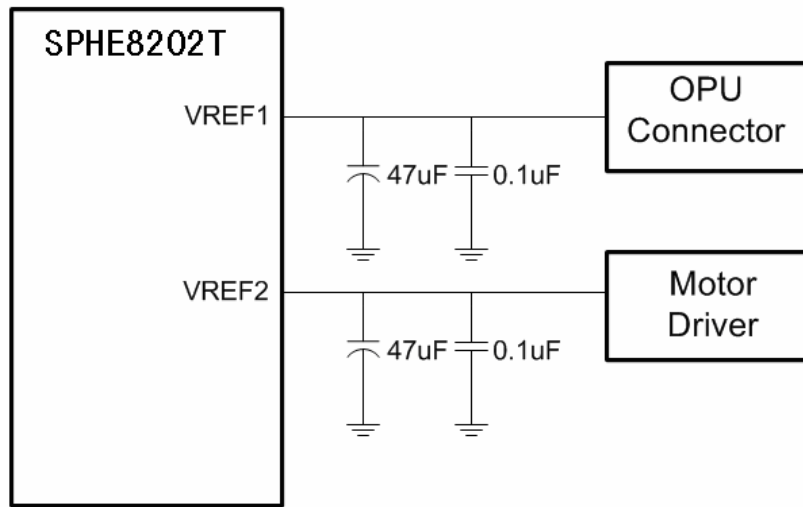 SPHE8202T
VREF1
OPU
Connector
47uF
0.1uF
VREF2
Motor
Driver
47uF
0.1uF